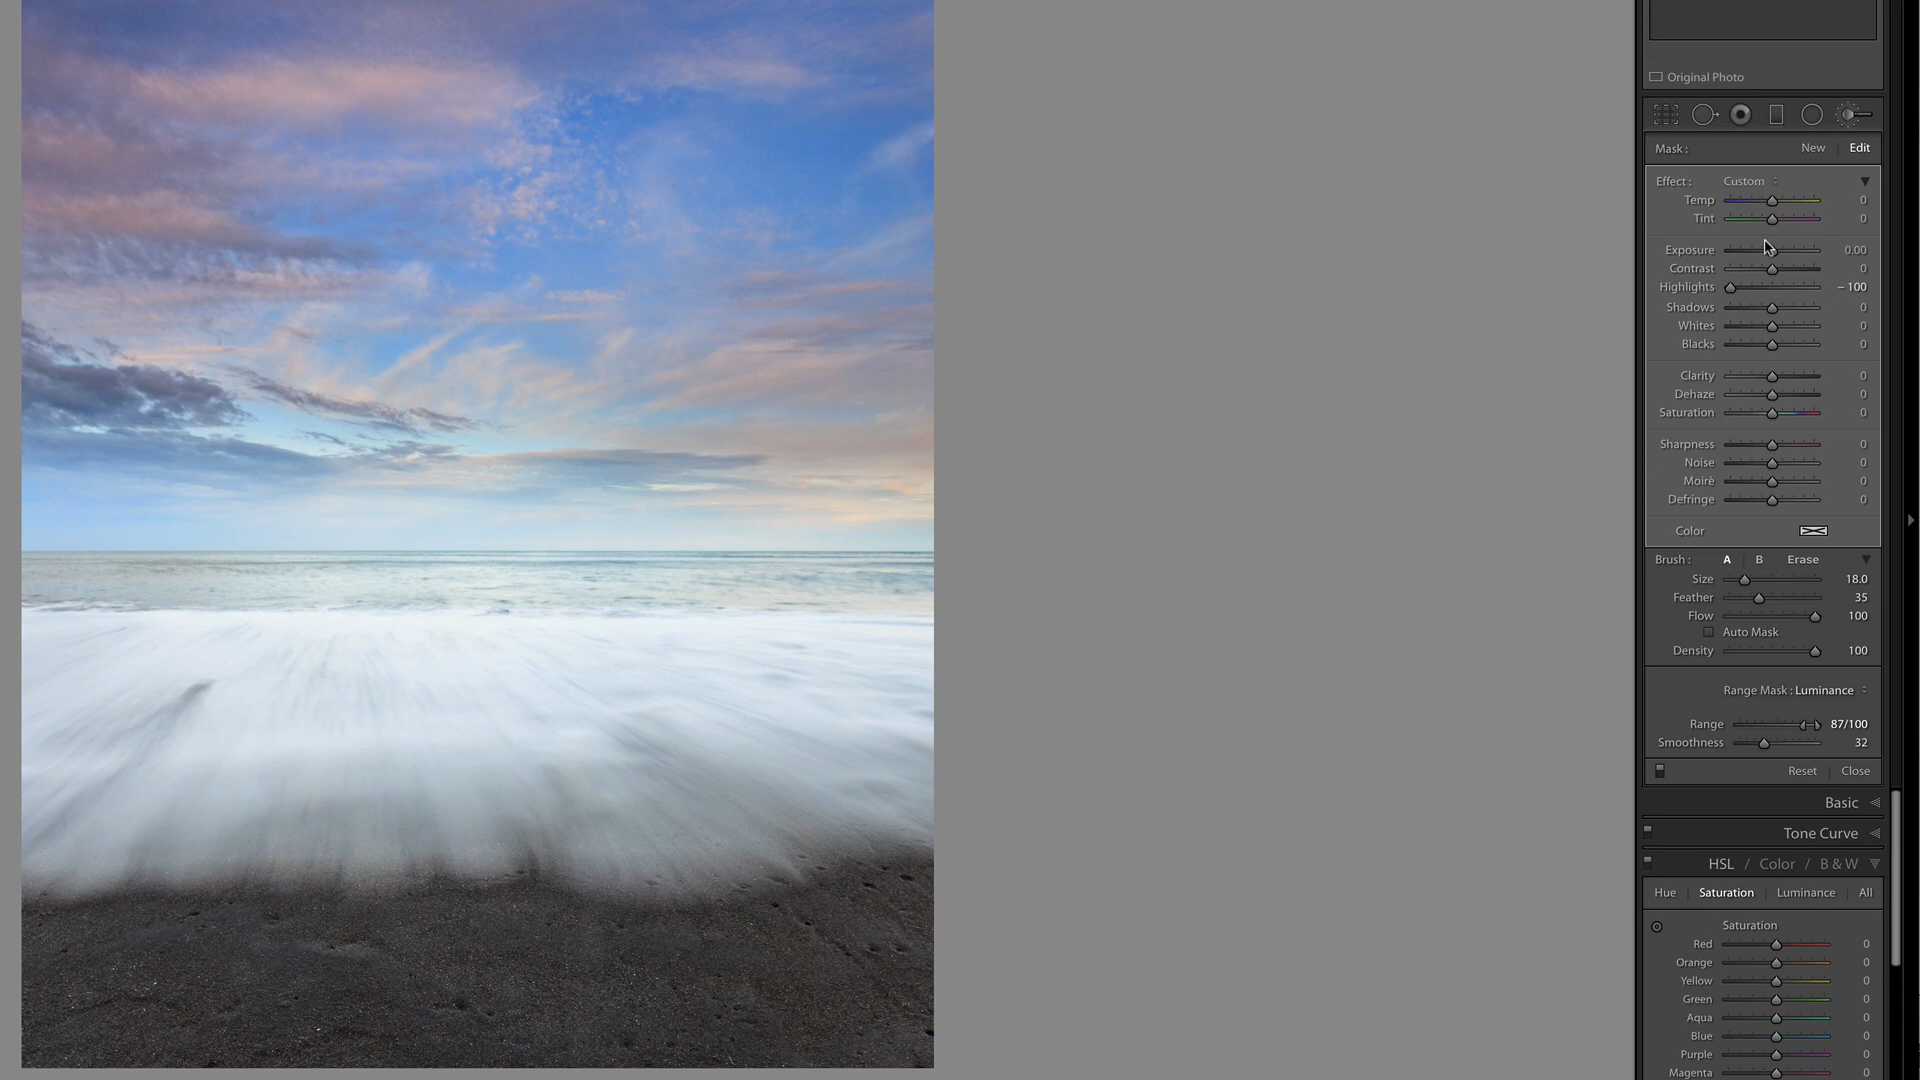 Original Photo
Mask : New | Edit
Effect : Custom
Temp 0
Tint 0
Exposure 0.00
Contrast 0
Highlights – 100
Shadows 0
Whites 0
Blacks 0
Clarity 0
Dehaze 0
Saturation 0
Sharpness 0
Noise 0
Moiré 0
Defringe 0
Color
Brush : A | B Erase
Size 18.0
Feather 35
Flow 100
Auto Mask
Density 100
Range Mask : Luminance
Range 87/100
Smoothness 32
Reset | Close
Basic
Tone Curve
HSL / Color / B & W
Hue | Saturation | Luminance | All
Saturation
Red 0
Orange 0
Yellow 0
Green 0
Aqua 0
Blue 0
Purple 0
Magenta 0